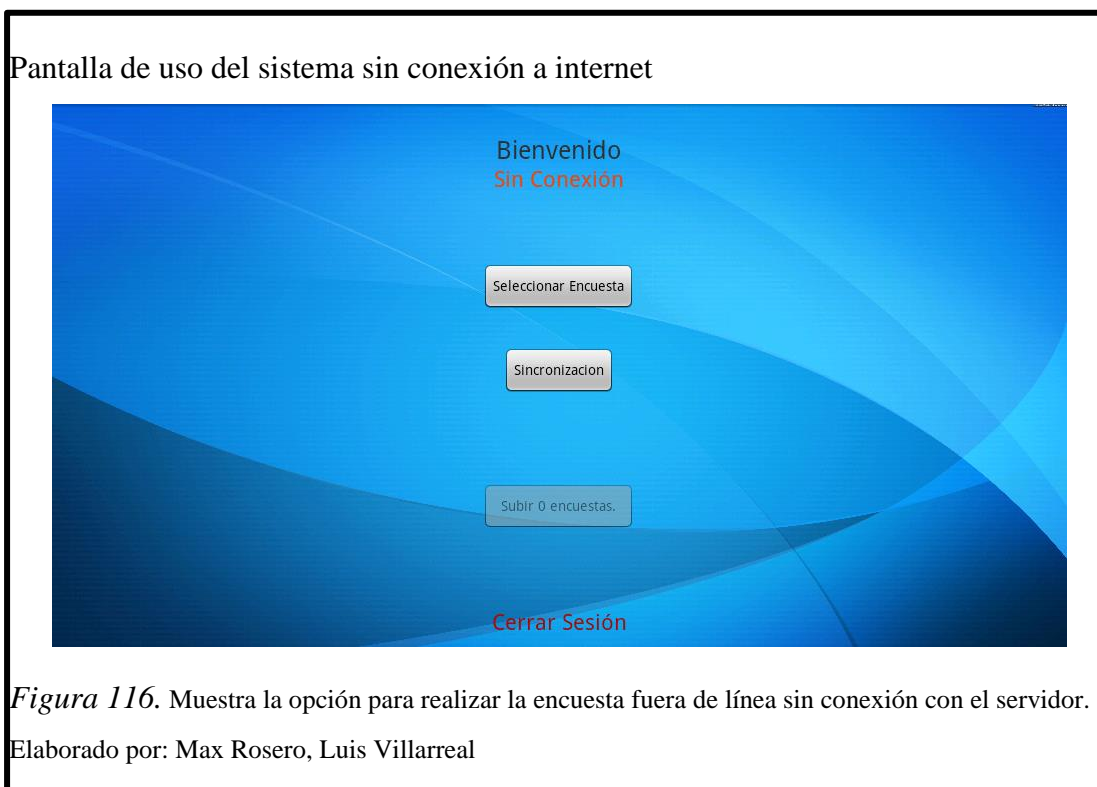 Pantalla de uso del sistema sin conexión a internet
Bienvenido
Sin Conexión
Seleccionar Encuesta
Sincronizacion
Subir 0 encuestas.
Cerrar Sesión
Figura 116. Muestra la opción para realizar la encuesta fuera de línea sin conexión con el servidor.
Elaborado por: Max Rosero, Luis Villarreal